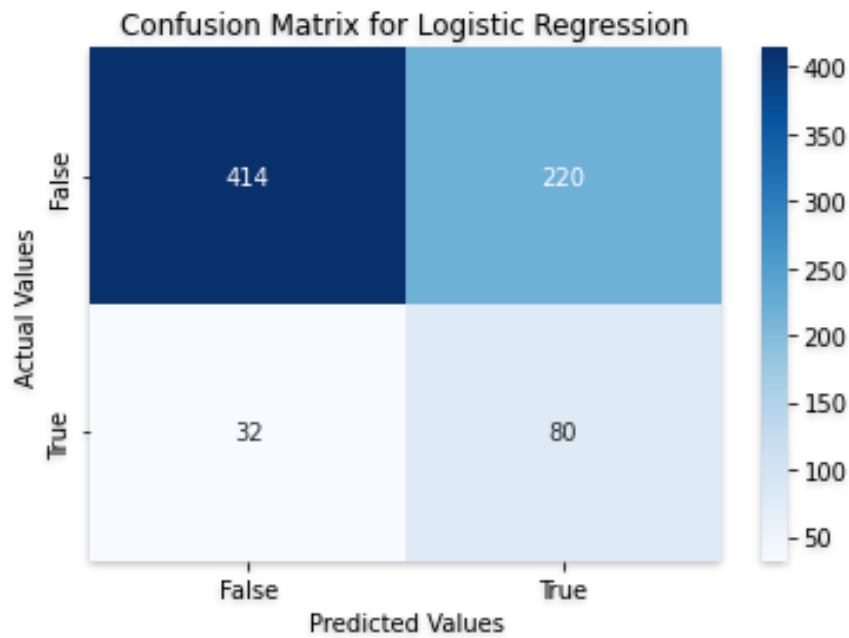 Confusion Matrix for Logistic Regression
400
414
220
350
False
300
250
Actual Values
200
150
32
80
True
100
50
False
True
Predicted Values